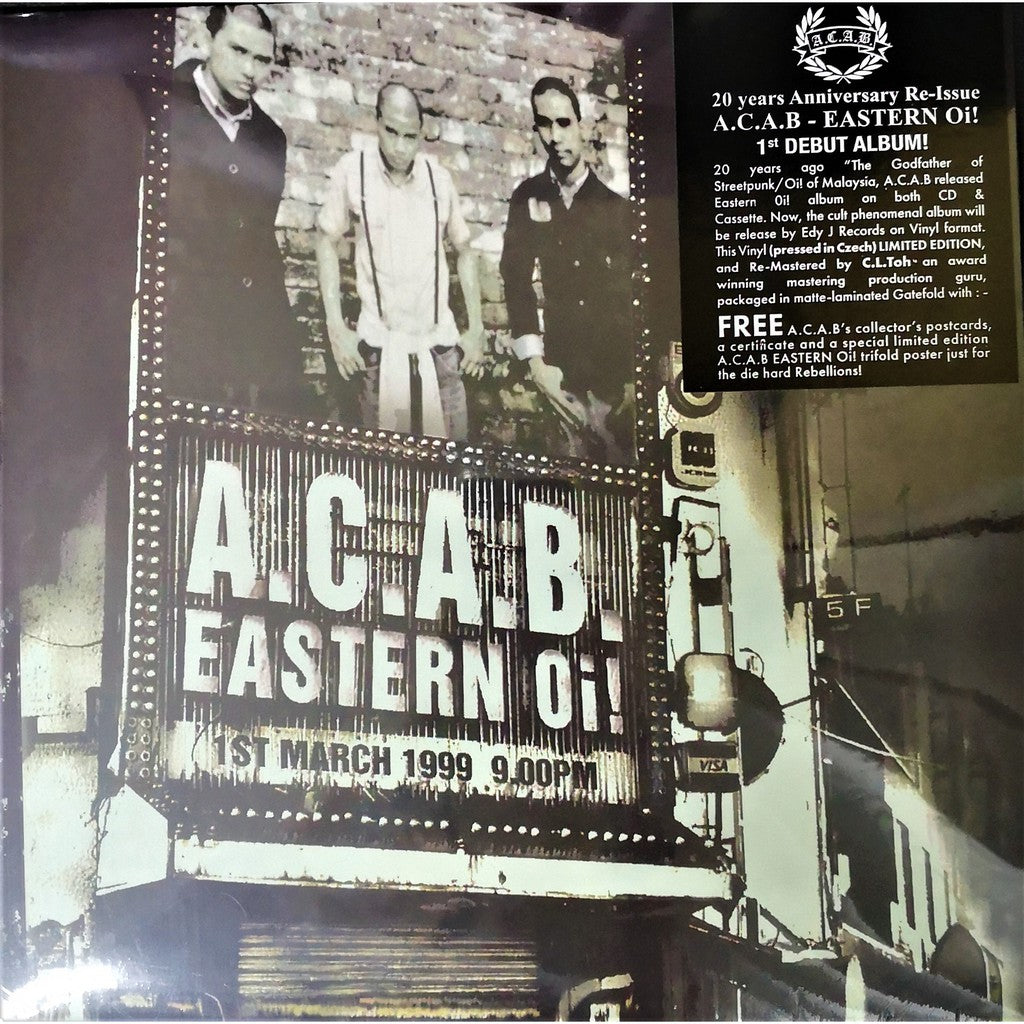 A.C.A.B
20 years Anniversary Re-Issue
A.C.A.B - EASTERN Oi!
1st DEBUT ALBUM!
20 years ago "The Godfather of
Streetpunk/Oi! of Malaysia, A.C.A.B released
Eastern Oi! album on both CD &
Cassette. Now, the cult phenomenal album will
be release by Edy J Records on Vinyl format.
This Vinyl (pressed in Czech) LIMITED EDITION,
and Re-Mastered by C.L.Toh~ an award
winning mastering production guru,
packaged in matte-laminated Gatefold with : -
FREE A.C.A.B's collector's postcards,
a certificate and a special limited edition
A.C.A.B EASTERN Oi! trifold poster just for
the die hard Rebellions!
A.C.A.B.
EASTERN Oi!
1ST MARCH 1999 9.00PM
5F
VISA